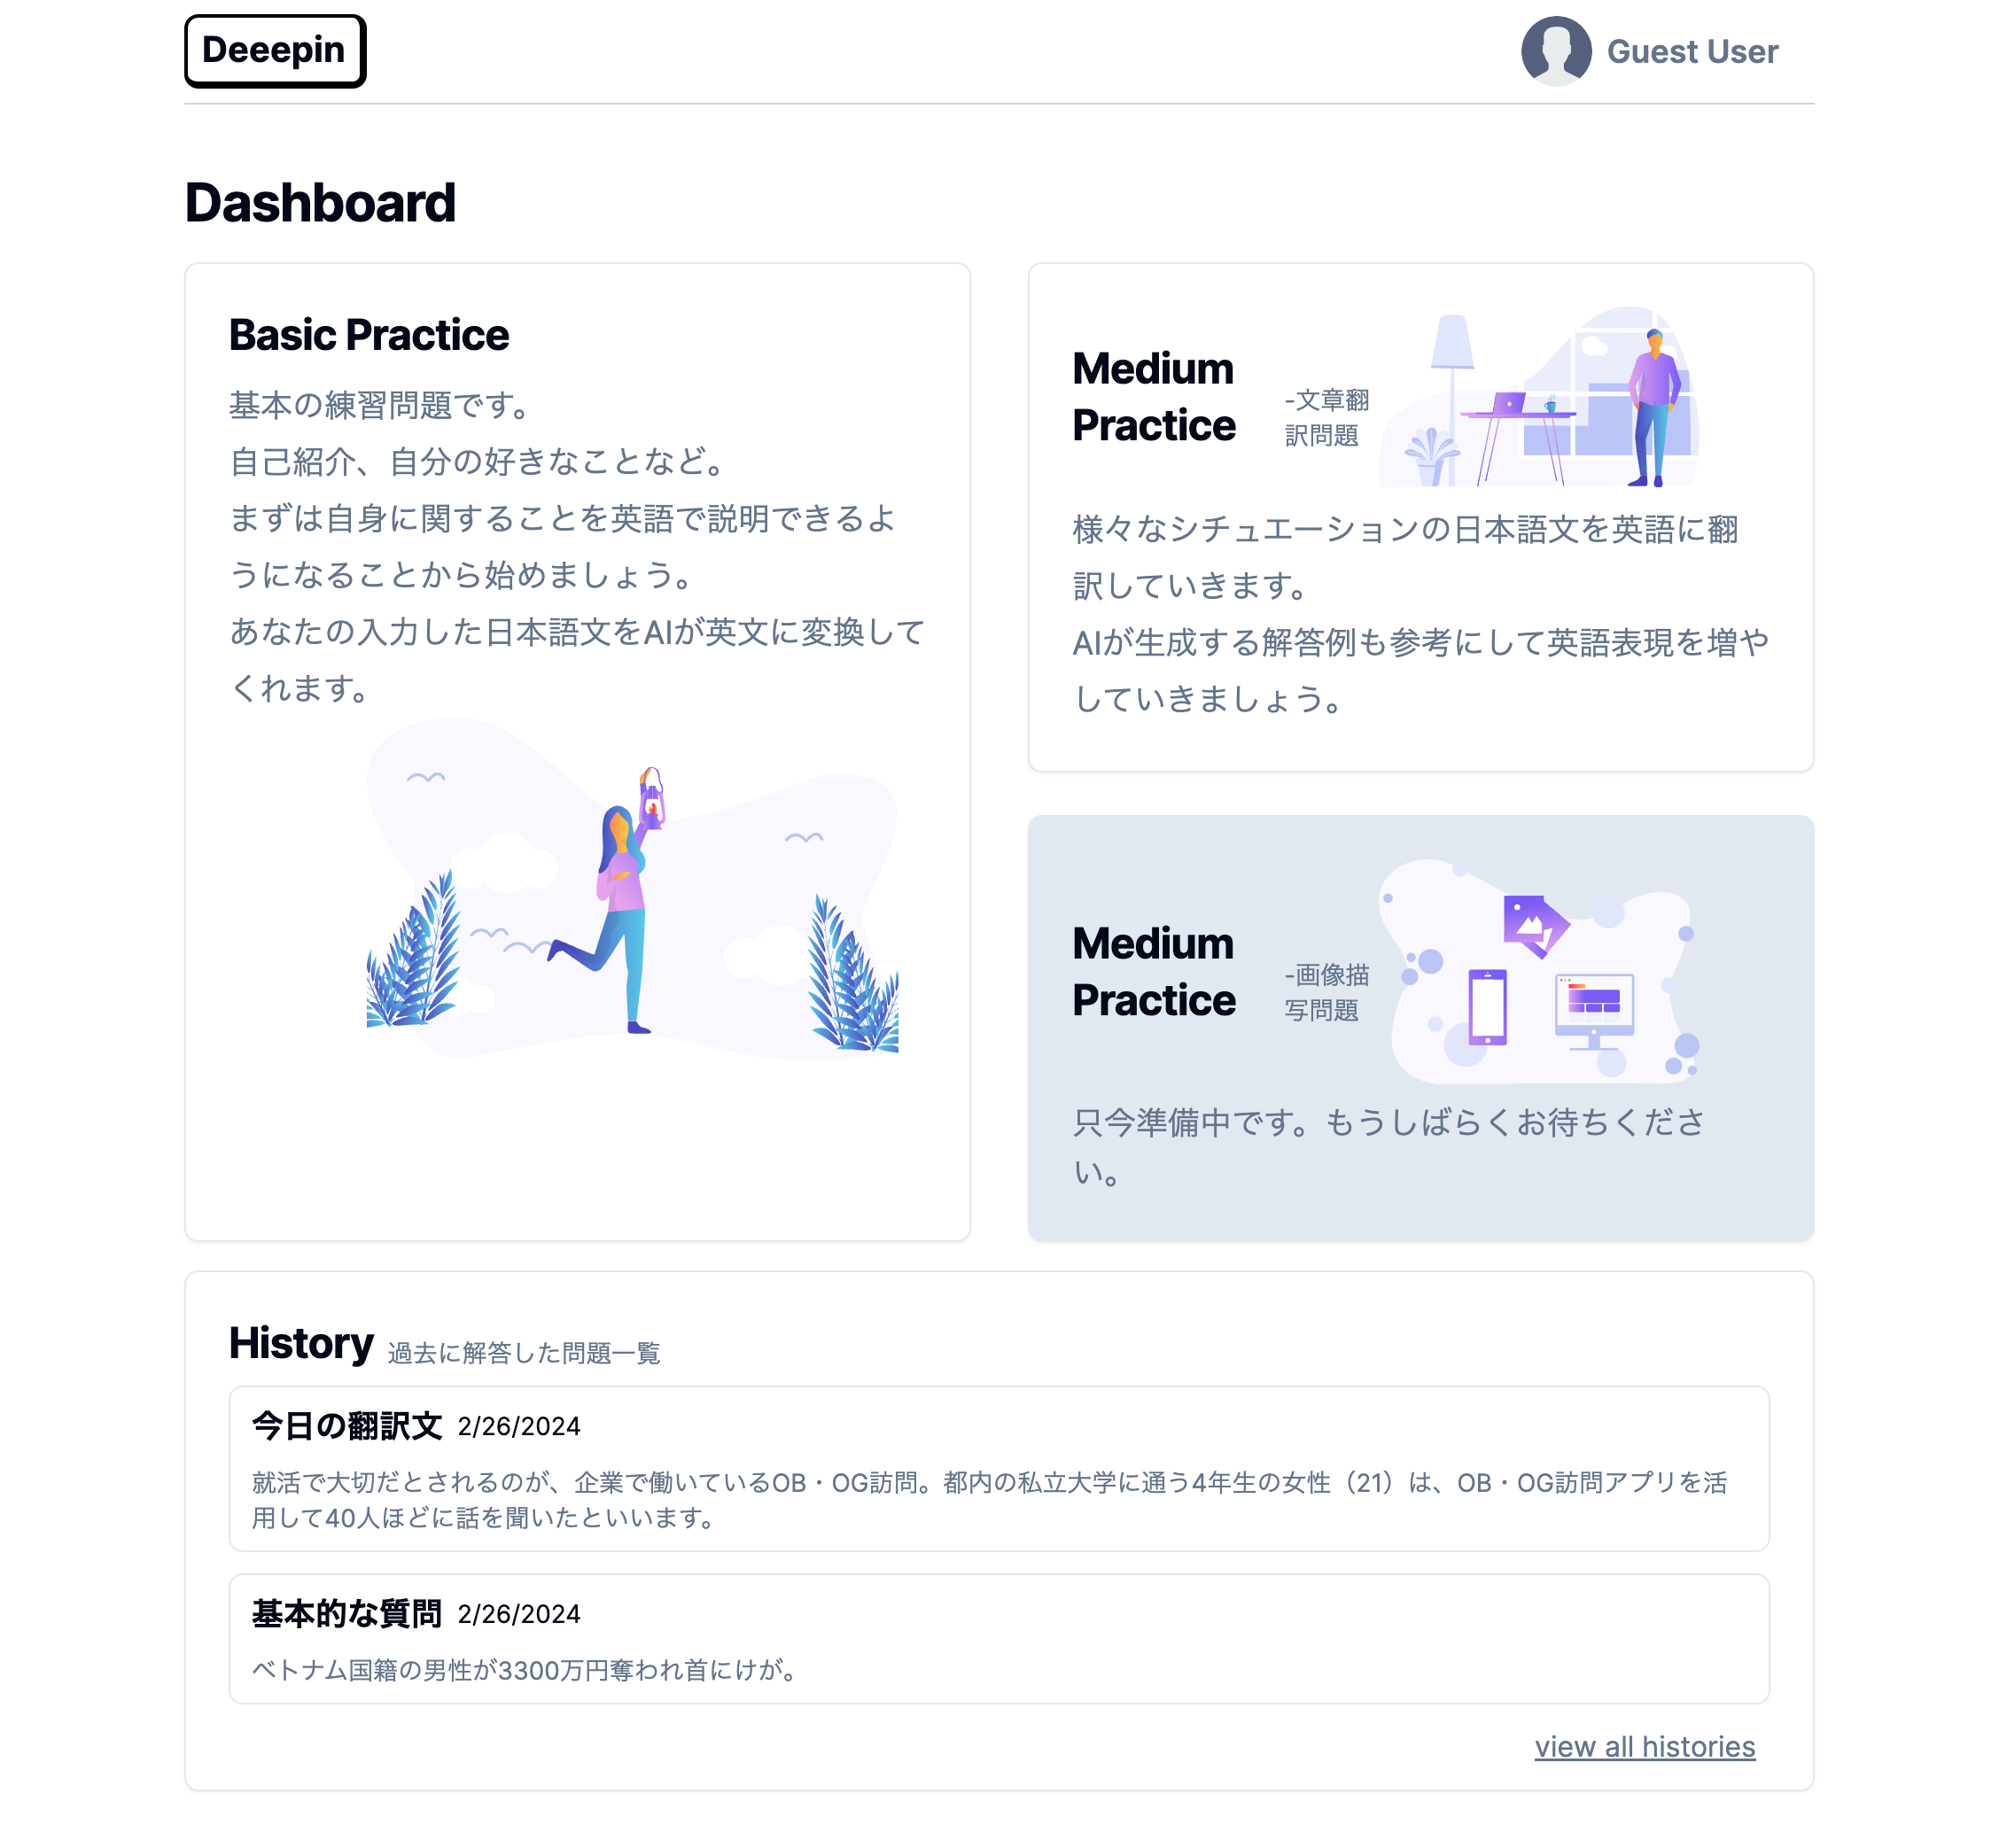 Deeepin
Guest User
Dashboard
Basic Practice
基本の練習問題です。
自己紹介、自分の好きなことなど。
まずは自身に関することを英語で説明できるよ
うになることから始めましょう。
あなたの入力した日本語文をAIが英文に変換して
くれます。
Medium
Practice
-文章翻
訳問題
様々なシチュエーションの日本語文を英語に翻
訳していきます。
AIが生成する解答例も参考にして英語表現を増や
していきましょう。
Medium
Practice
-画像描
写問題
只今準備中です。もうしばらくお待ちくださ
い。
History 過去に解答した問題一覧
今日の翻訳文 2/26/2024
就活で大切だとされるのが、企業で働いているOB・OG訪問。都内の私立大学に通う4年生の女性（21）は、OB・OG訪問アプリを活
用して40人ほどに話を聞いたといいます。
基本的な質問 2/26/2024
ベトナム国籍の男性が3300万円奪われ首にけが。
view all histories